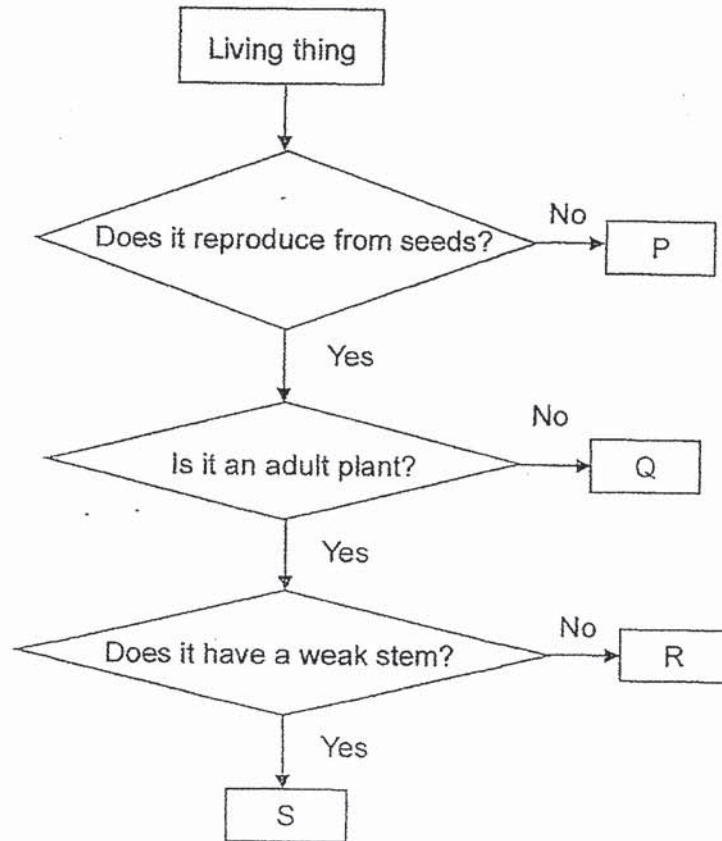 Living thing
Does it reproduce from seeds?
No
P
Yes
Is it an adult plant?
No
Q
Yes
Does it have a weak stem?
No
R
Yes
S